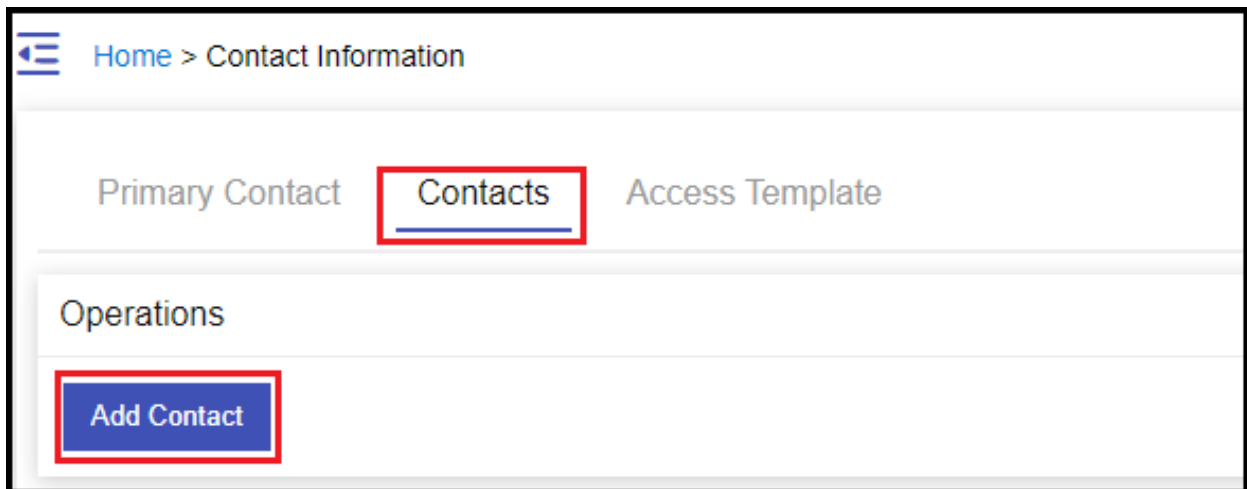 Home > Contact Information
Primary Contact Contacts Access Template
Operations
Add Contact